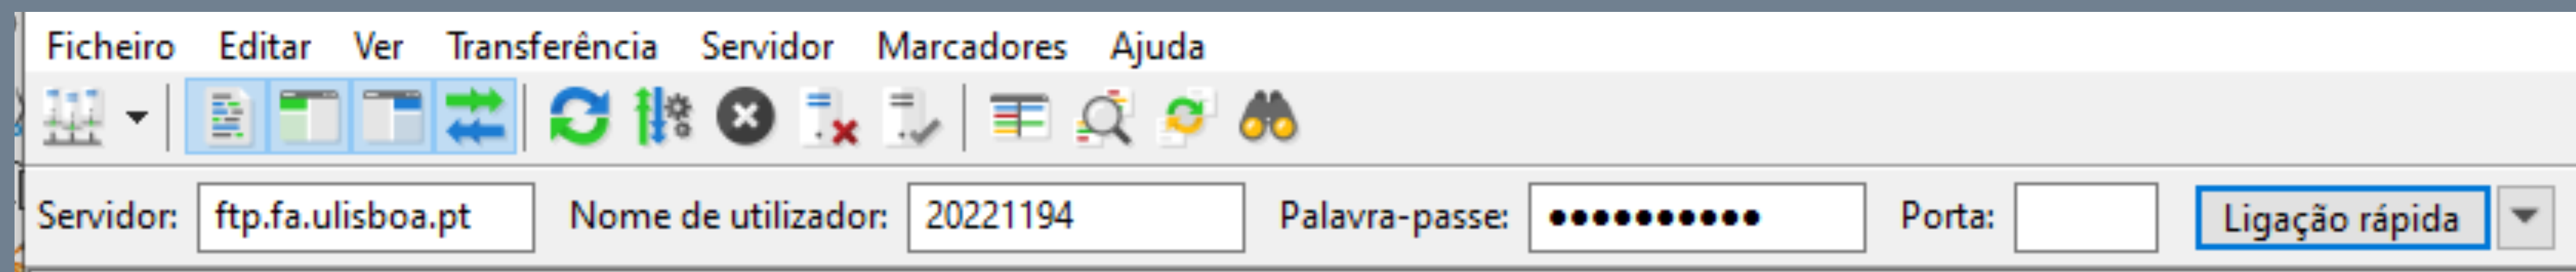 Ficheiro Editar Ver Transferência Servidor Marcadores Ajuda
Servidor: ftp.fa.ulisboa.pt Nome de utilizador: 20221194 Palavra-passe: ●●●●●●●●●● Porta: Ligação rápida